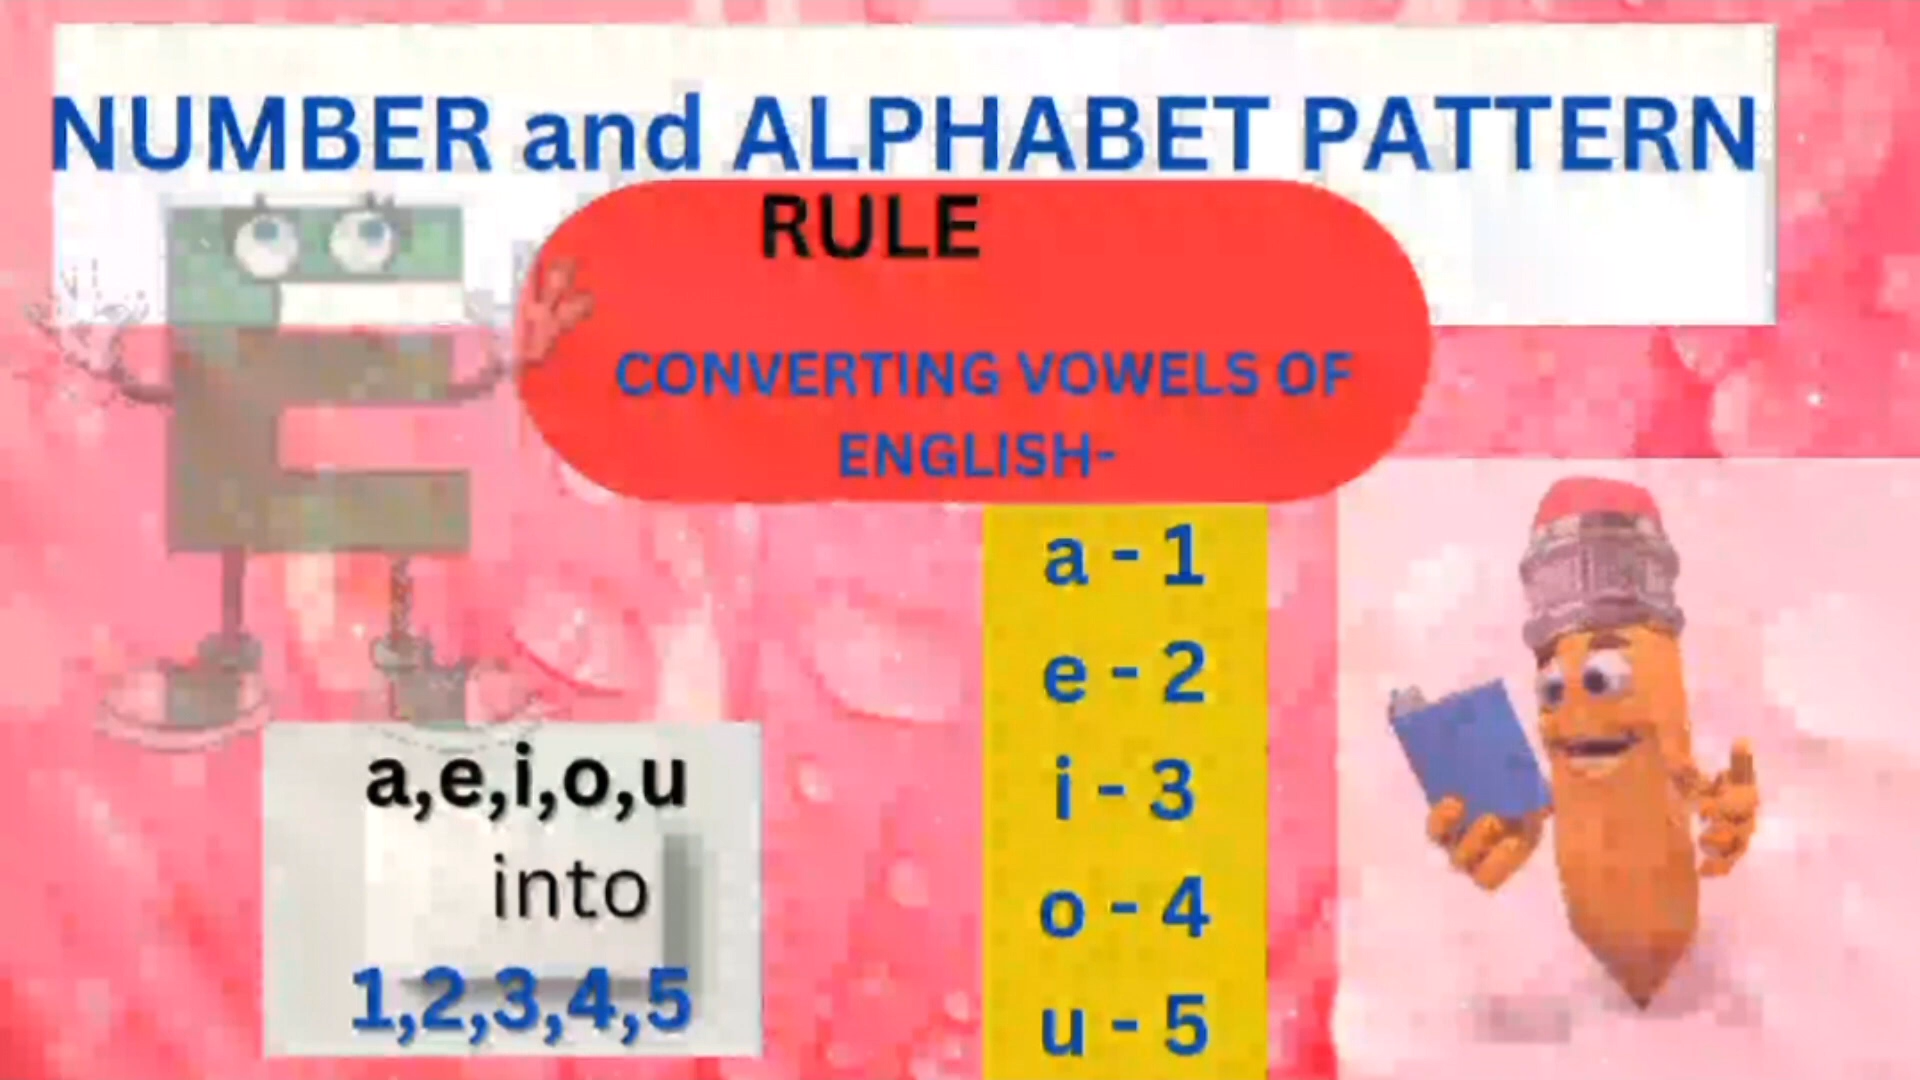 NUMBER and ALPHABET PATTERN
RULE
CONVERTING VOWELS OF
ENGLISH-
a - 1
e - 2
i - 3
o - 4
u - 5
a,e,i,o,u
into
1,2,3,4,5